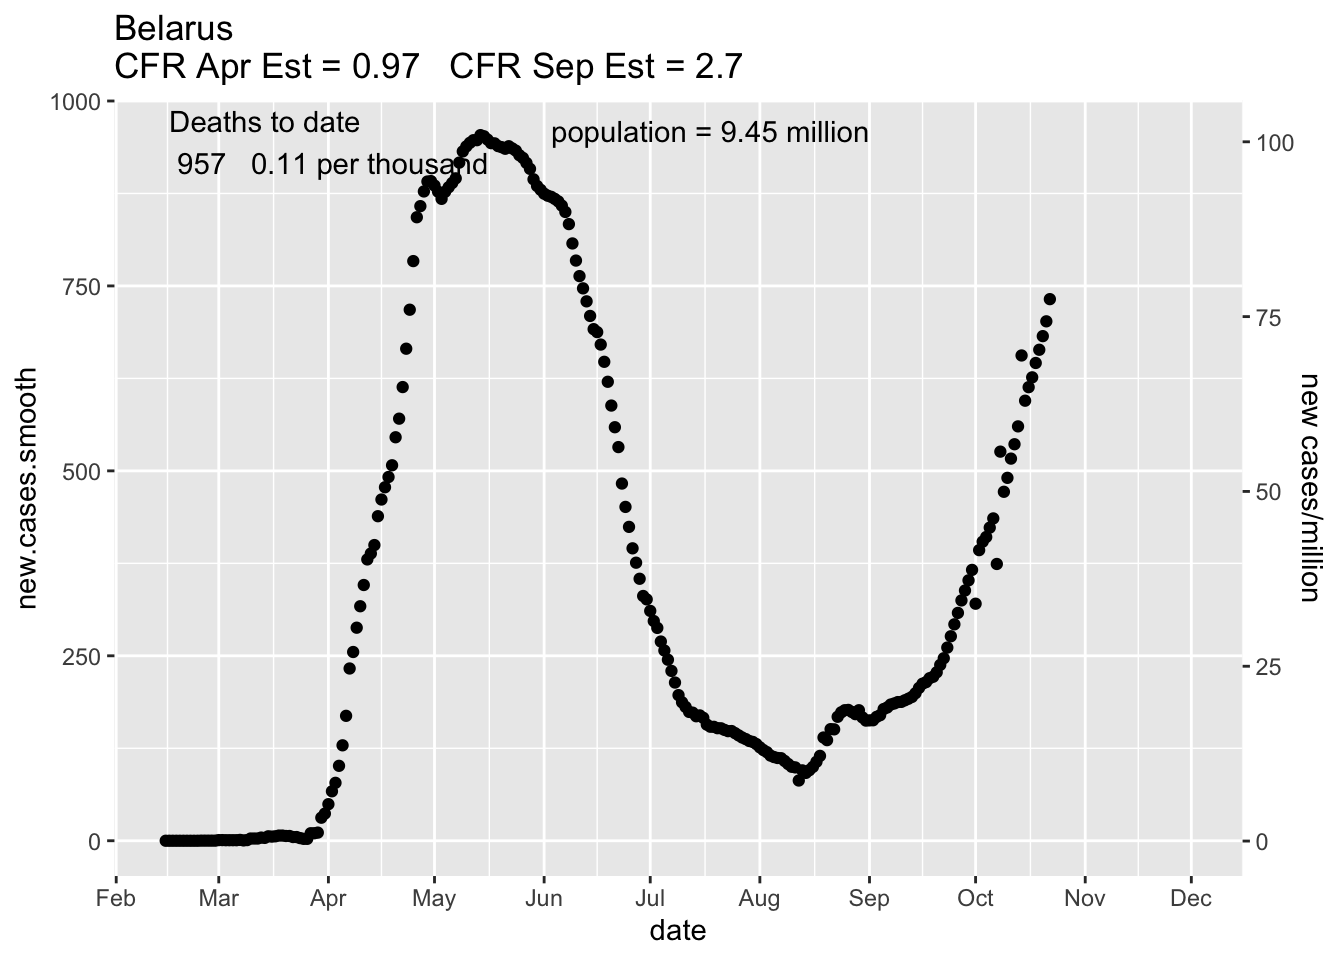 Belarus
CFR Apr Est = 0.97   CFR Sep Est = 2.7
Deaths to date
957   0.11 per thousand
population = 9.45 million
1000
750
500
250
0
new.cases.smooth
100
75
50
25
0
new cases/million
Feb Mar Apr May Jun Jul Aug Sep Oct Nov Dec
date